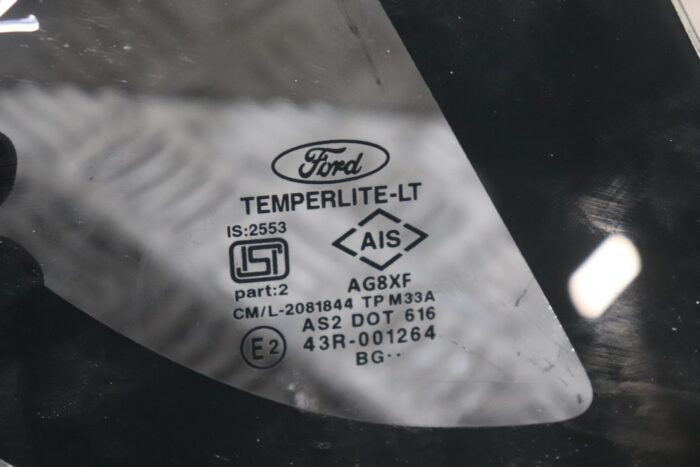 Ford
TEMPERLITE-LT
IS:2553
ISI
AIS
part:2
AG8XF
CM/L-2081844 TP M33A
AS2 DOT 616
E2
43R-001264
BG··